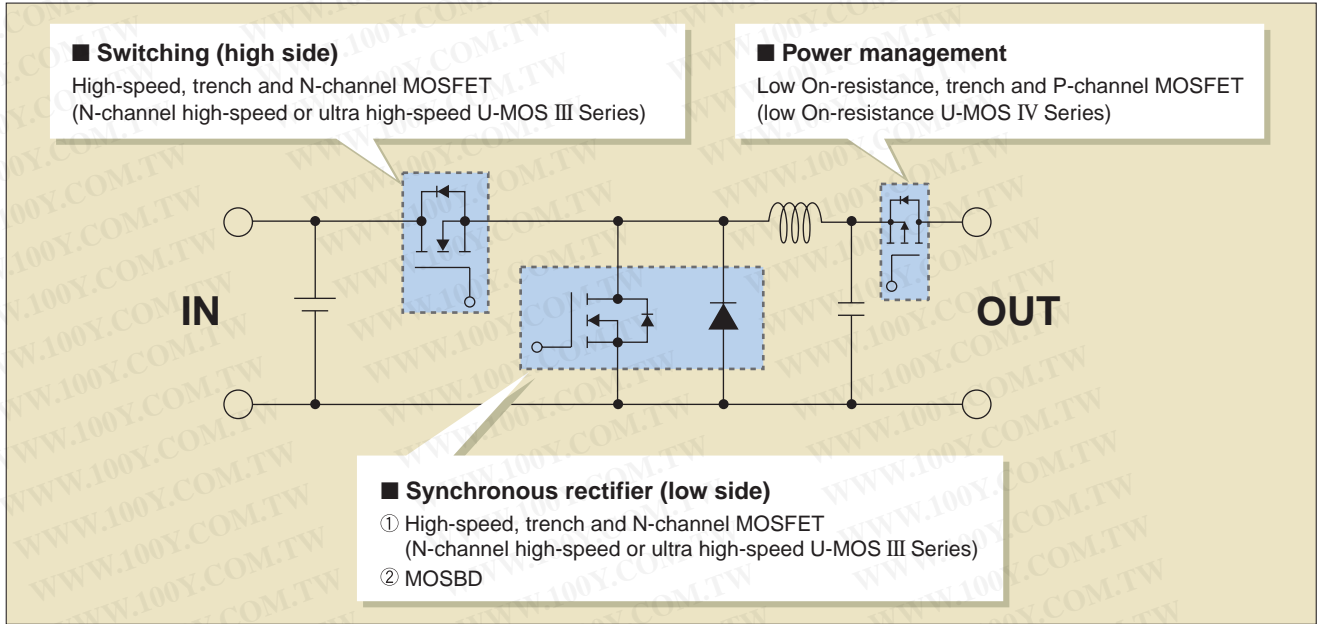 ■ Switching (high side)
High-speed, trench and N-channel MOSFET
(N-channel high-speed or ultra high-speed U-MOS Ⅲ Series)
■ Power management
Low On-resistance, trench and P-channel MOSFET
(low On-resistance U-MOS Ⅳ Series)
IN
OUT
■ Synchronous rectifier (low side)
① High-speed, trench and N-channel MOSFET
(N-channel high-speed or ultra high-speed U-MOS Ⅲ Series)
② MOSBD
WWW.100Y.COM.TW